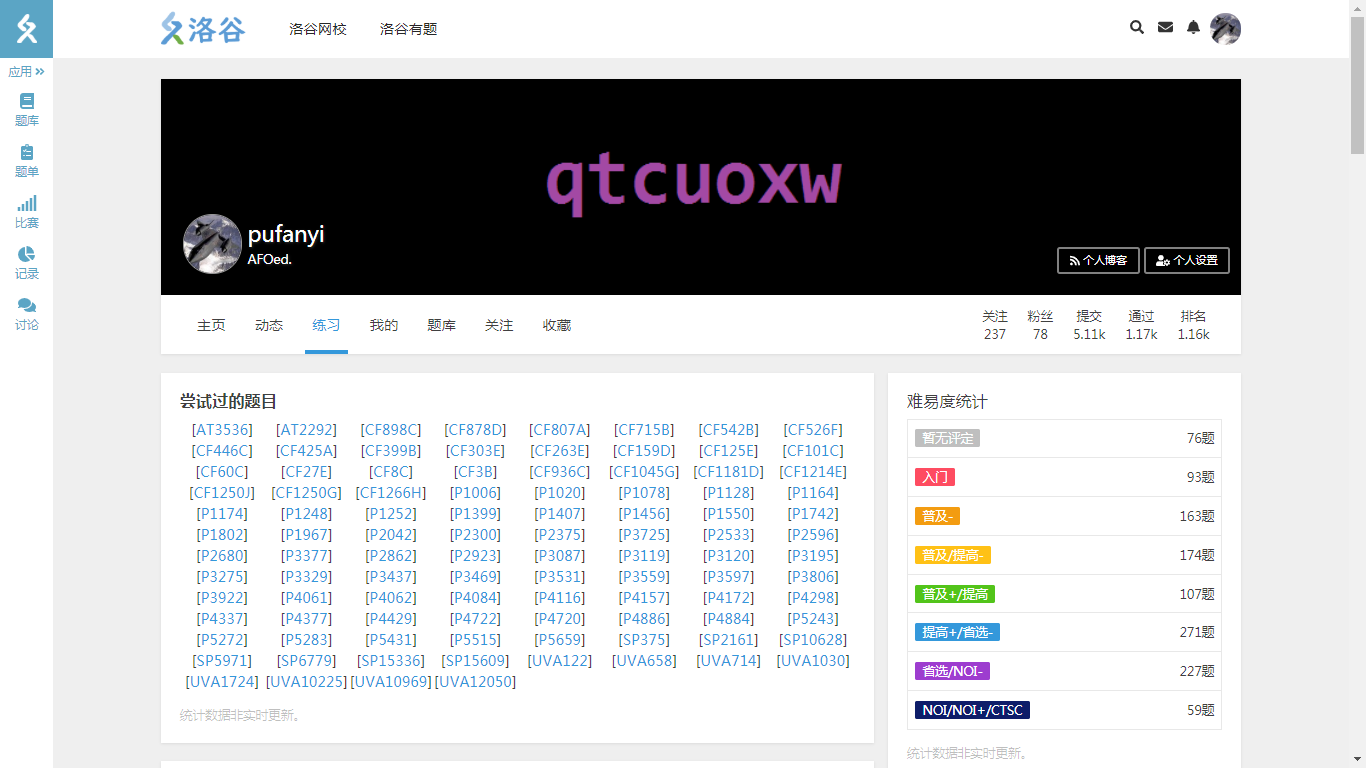 洛谷
洛谷网校
洛谷有题
应用
题库
题单
比赛
记录
讨论
qtcuoxw
pufanyi
AFOed.
个人博客
个人设置
主页 动态 练习 我的 题库 关注 收藏
关注 粉丝 提交 通过 排名
237 78 5.11k 1.17k 1.16k
尝试过的题目
[AT3536] [AT2292] [CF898C] [CF878D] [CF807A] [CF715B] [CF542B] [CF526F]
[CF446C] [CF425A] [CF399B] [CF303E] [CF263E] [CF159D] [CF125E] [CF101C]
[CF60C] [CF27E] [CF8C] [CF3B] [CF936C] [CF1045G] [CF1181D] [CF1214E]
[CF1250J] [CF1250G] [CF1266H] [P1006] [P1020] [P1078] [P1128] [P1164]
[P1174] [P1248] [P1252] [P1399] [P1407] [P1456] [P1550] [P1742]
[P1802] [P1967] [P2042] [P2300] [P2375] [P3725] [P2533] [P2596]
[P2680] [P3377] [P2862] [P2923] [P3087] [P3119] [P3120] [P3195]
[P3275] [P3329] [P3437] [P3469] [P3531] [P3559] [P3597] [P3806]
[P3922] [P4061] [P4062] [P4084] [P4116] [P4157] [P4172] [P4298]
[P4337] [P4377] [P4429] [P4722] [P4720] [P4886] [P4884] [P5243]
[P5272] [P5283] [P5431] [P5515] [P5659] [SP375] [SP2161] [SP10628]
[SP5971] [SP6779] [SP15336] [SP15609] [UVA122] [UVA658] [UVA714] [UVA1030]
[UVA1724] [UVA10225] [UVA10969] [UVA12050]
统计数据非实时更新。
难易度统计
暂无评定 76题
入门 93题
普及- 163题
普及/提高- 174题
普及+/提高 107题
提高+/省选- 271题
省选/NOI- 227题
NOI/NOI+/CTSC 59题
统计数据非实时更新。